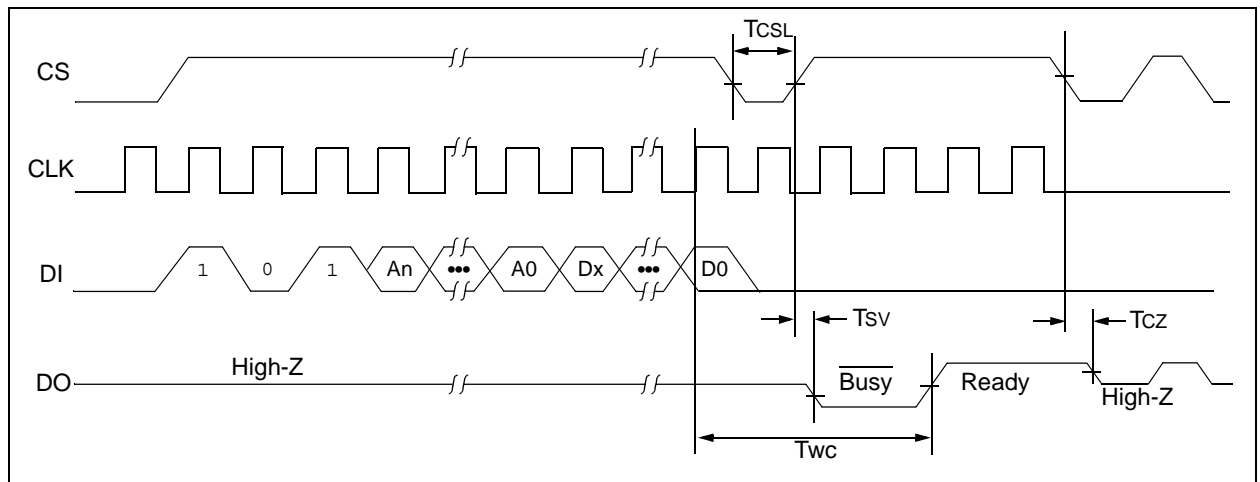 TCSL
CS
CLK
DI 1 0 1 An ••• A0 Dx ••• D0
TSV TCZ
DO High-Z Busy Ready High-Z
Twc